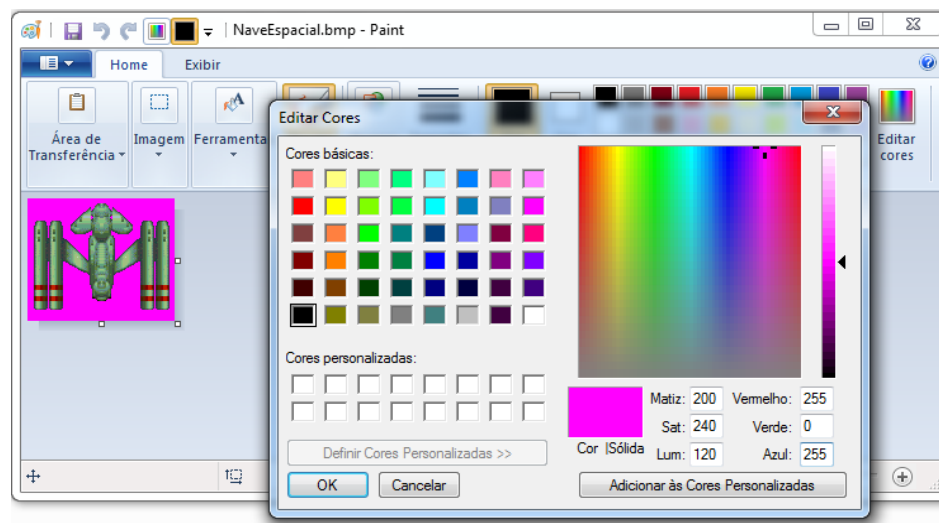 NaveEspacial.bmp - Paint
Home Exibir
Área de Transferência
Imagem
Ferramenta
Editar cores
Editar Cores
Cores básicas:
Cores personalizadas:
Definir Cores Personalizadas >>
OK Cancelar
Cor |Sólida
Matiz: 200 Vermelho: 255
Sat: 240 Verde: 0
Lum: 120 Azul: 255
Adicionar às Cores Personalizadas